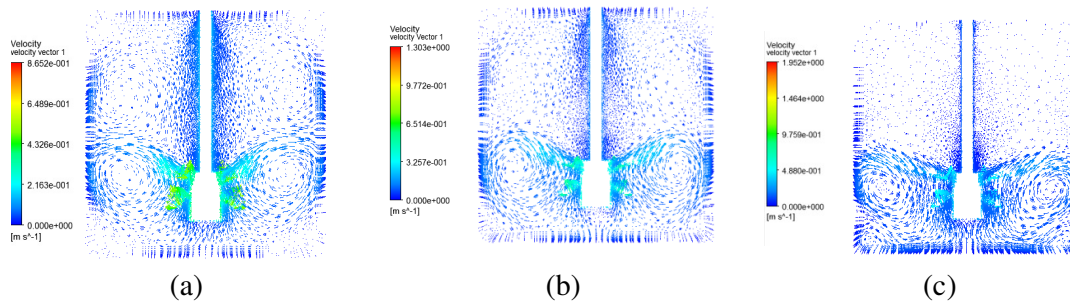 Velocity
velocity vector 1
8.652e-001
6.489e-001
4.326e-001
2.163e-001
0.000e+000
[m s^-1]
(a)
Velocity
velocity vector 1
1.303e+000
9.772e-001
6.514e-001
3.257e-001
0.000e+000
[m s^-1]
(b)
Velocity
velocity vector 1
1.952e+000
1.464e+000
9.759e-001
4.880e-001
0.000e+000
[m s^-1]
(c)